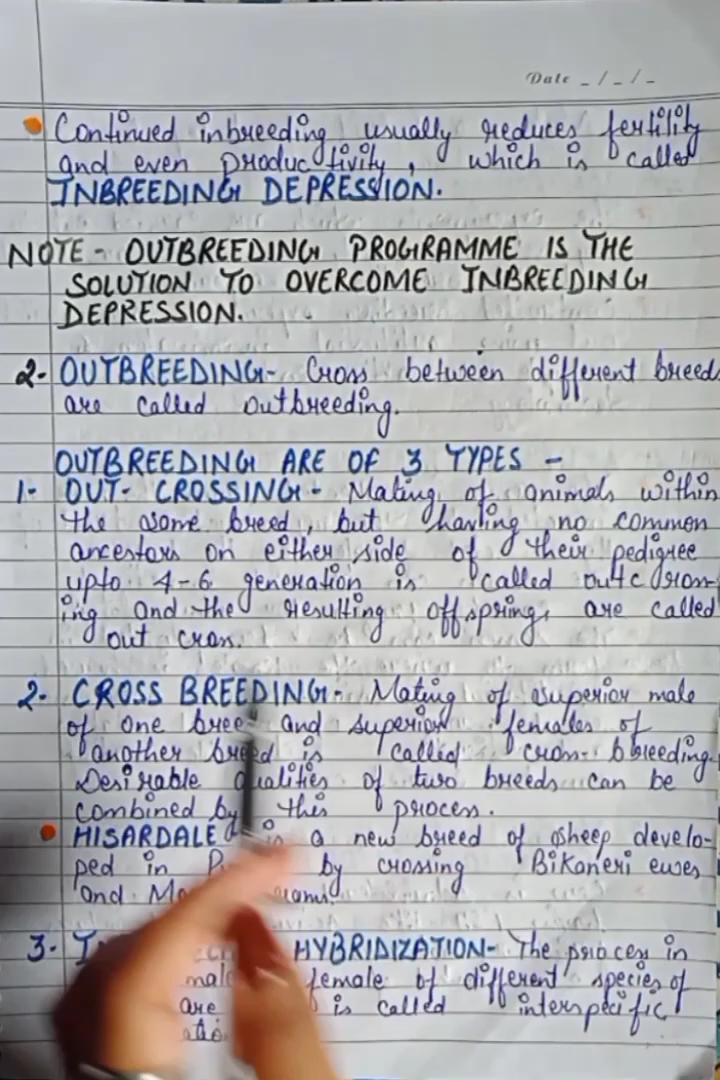 Date _ / _ / _
Continued inbreeding usually reduces fertility
and even productivity, which is called
INBREEDING DEPRESSION.
NOTE - OUTBREEDING PROGRAMME IS THE
SOLUTION TO OVERCOME INBREEDING
DEPRESSION.
2- OUTBREEDING- Cross between different breed
are called outbreeding.
OUTBREEDING ARE OF 3 TYPES -
1- OUT- CROSSING - Mating of animals within
the same breed, but having no common
ancestors on either side of their pedigree
upto 4-6 generation is called outcross-
ing and the resulting offsprings are called
out cross.
2- CROSS BREEDING- Mating of superior male
of one and superior females of
another breed is called cross-breeding.
Desirable qualities of two breeds can be
combined by this process.
HISARDALE is a new breed of sheep develo-
ped in by crossing Bikaneri ewes
and rams.
3- HYBRIDIZATION- The process in
female of different species of
are is called interspecific